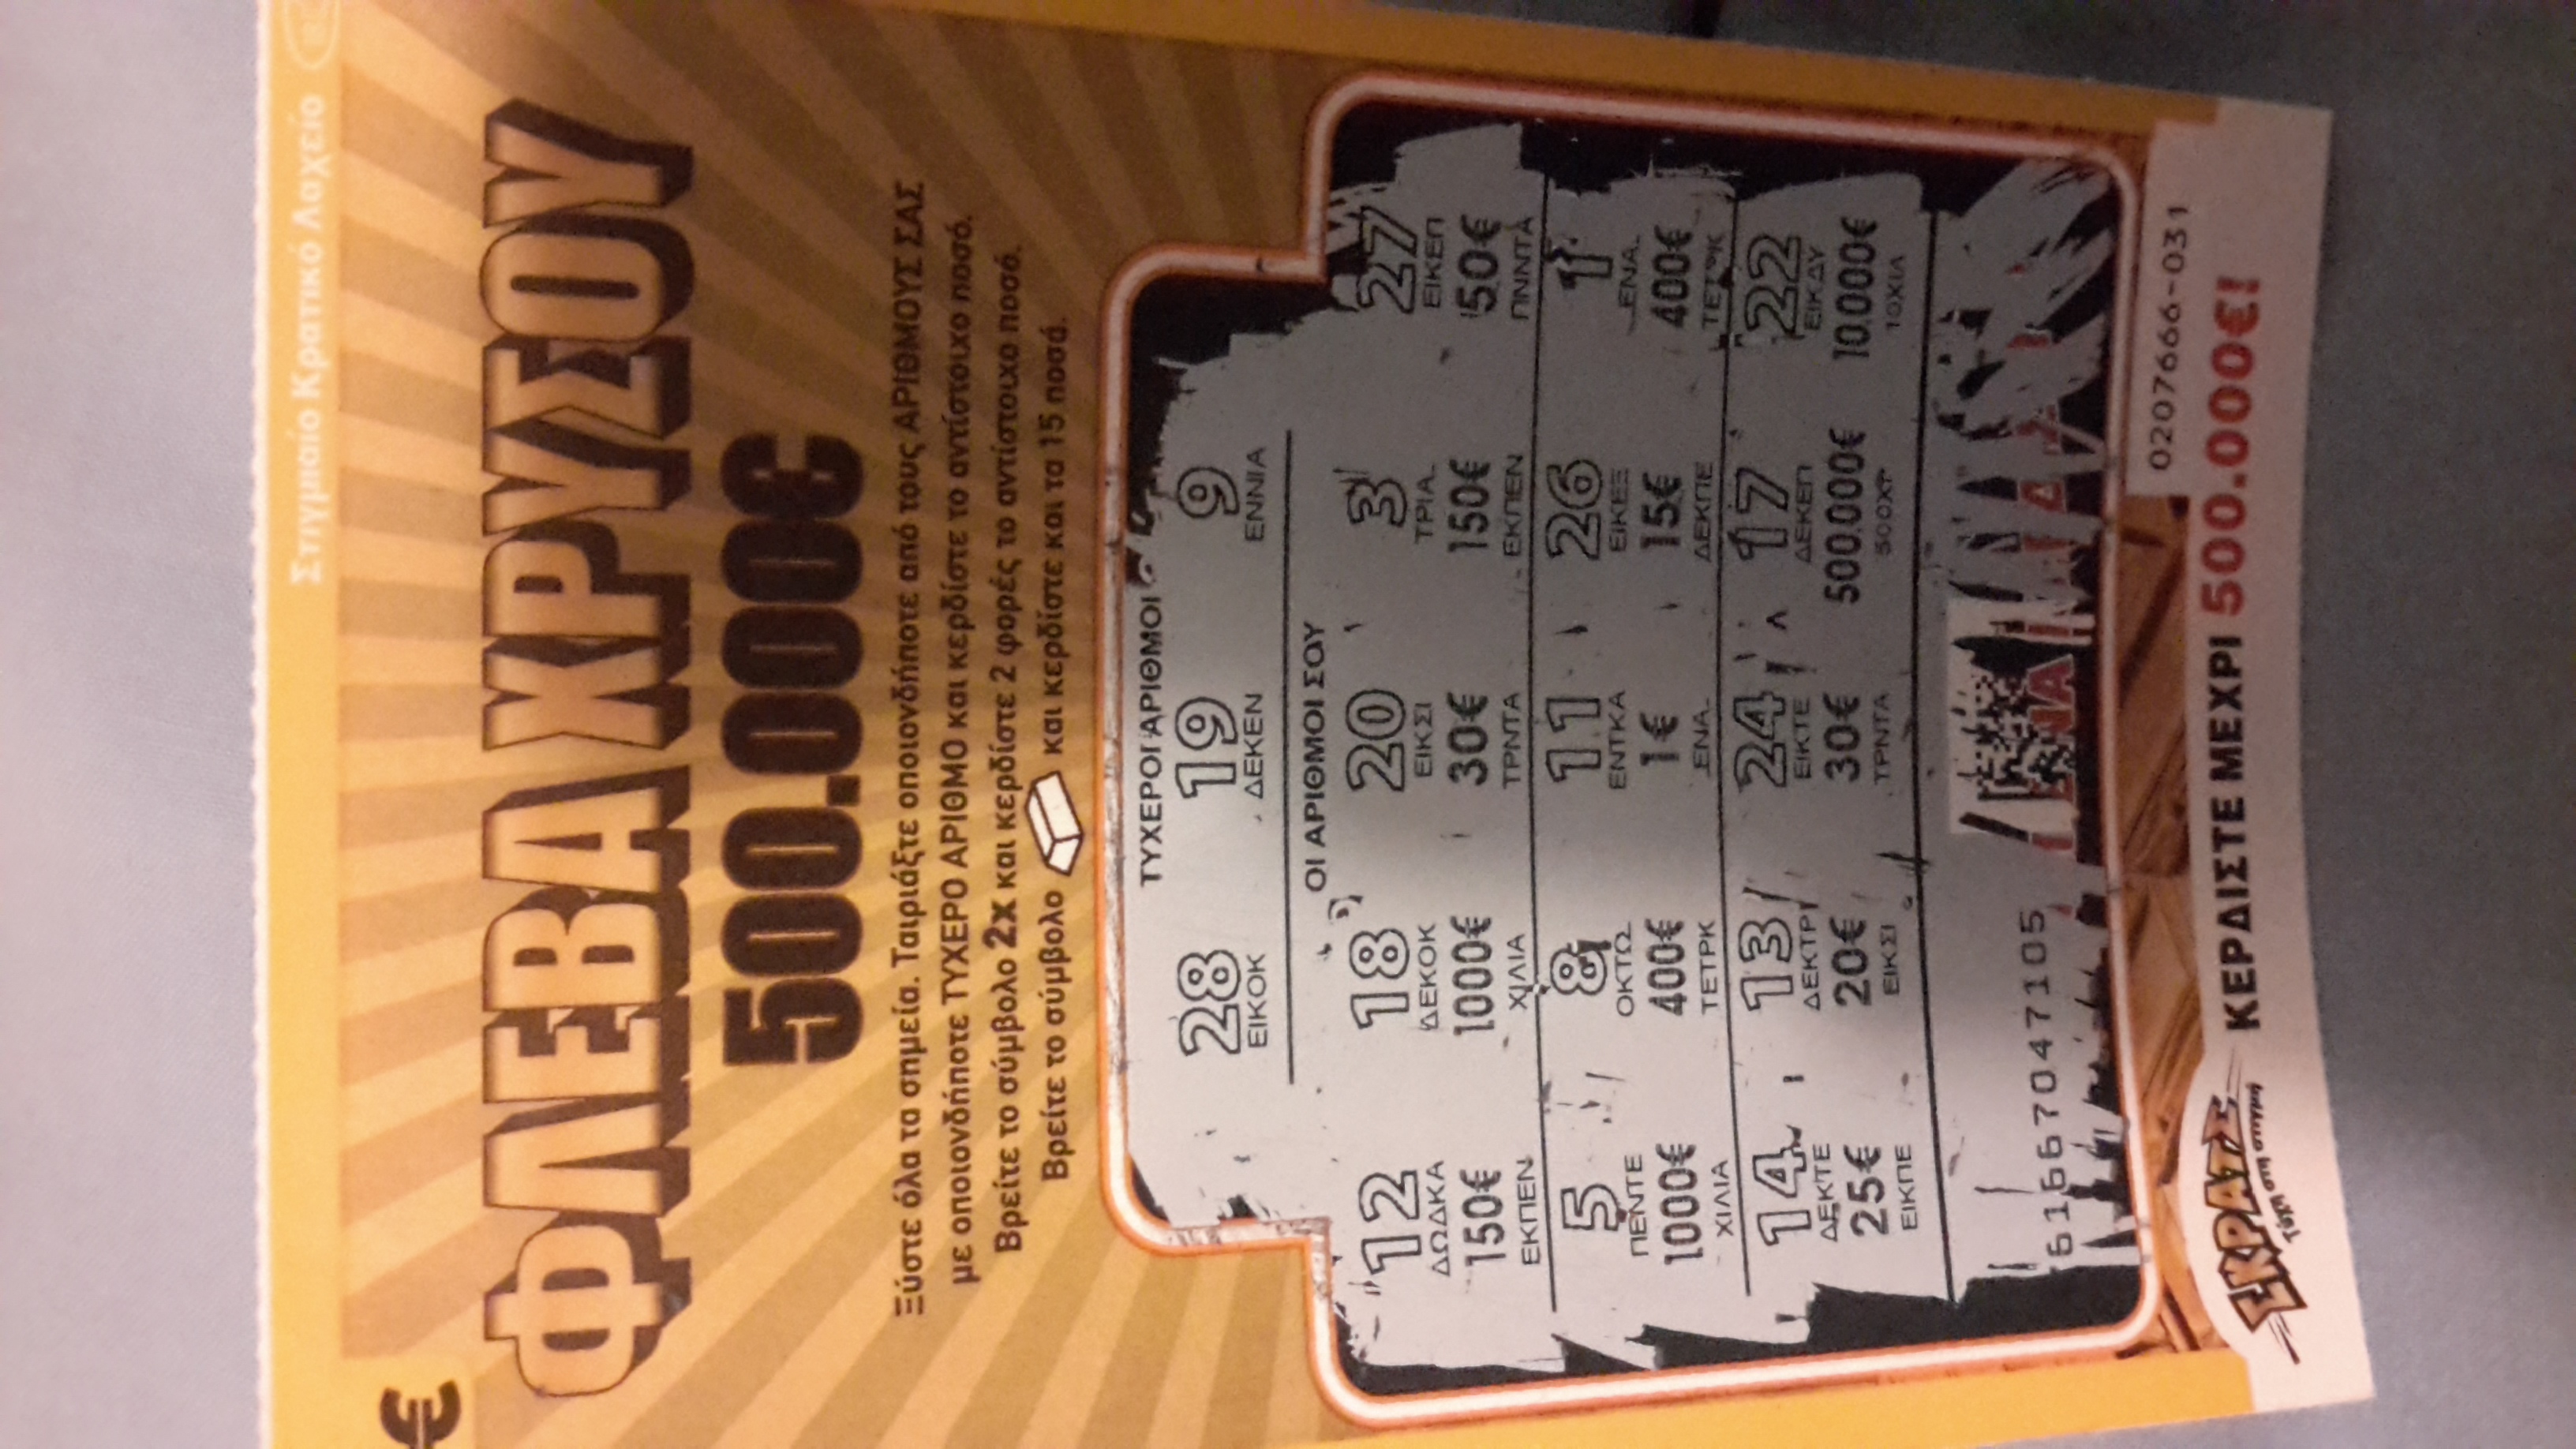 Στιγμιαίο Κρατικό Λαχείο
€
ΦΛΕΒΑ ΧΡΥΣΟΥ
500.000€
Ξύστε όλα τα σημεία. Ταιριάξτε οποιονδήποτε από τους ΑΡΙΘΜΟΥΣ ΣΑΣ
με οποιονδήποτε ΤΥΧΕΡΟ ΑΡΙΘΜΟ και κερδίστε το αντίστοιχο ποσό.
Βρείτε το σύμβολο 2X και κερδίστε 2 φορές το αντίστοιχο ποσό.
Βρείτε το σύμβολο και κερδίστε και τα 15 ποσά.
ΤΥΧΕΡΟΙ ΑΡΙΘΜΟΙ
28 19 9
ΕΙΚΟΚ ΔΕΚΕΝ ΕΝΝΙΑ
ΟΙ ΑΡΙΘΜΟΙ ΣΟΥ
12 18 20 3 27
ΔΩΔΚΑ ΔΕΚΟΚ ΕΙΚΣΙ ΤΡΙΑ ΕΙΚΕΠ
150€ 1000€ 30€ 150€ 50€
ΕΚΠΕΝ ΧΙΛΙΑ ΤΡΝΤΑ ΕΚΠΕΝ ΠΝΝΤΑ
5 8 11 26 1
ΠΕΝΤΕ ΟΚΤΩ ΕΝΤΚΑ ΕΙΚΕΞ ΕΝΑ
1000€ 400€ 1€ 15€ 400€
ΧΙΛΙΑ ΤΕΤΡΚ ΕΝΑ ΔΕΚΠΕ ΤΕΤΡΚ
14 13 24 17 22
ΔΕΚΤΕ ΔΕΚΤΡ ΕΙΚΤΕ ΔΕΚΕΠ ΕΙΚΔΥ
25€ 20€ 30€ 500.000€ 10.000€
ΕΙΚΠΕ ΕΙΚΣΙ ΤΡΝΤΑ 500ΧΡ 10ΧΙΛ
6166670447105
0207666-031
ΣΚΡΑΤΣ
Τύχη στη στιγμή
ΚΕΡΔΙΣΤΕ ΜΕΧΡΙ 500.000€!